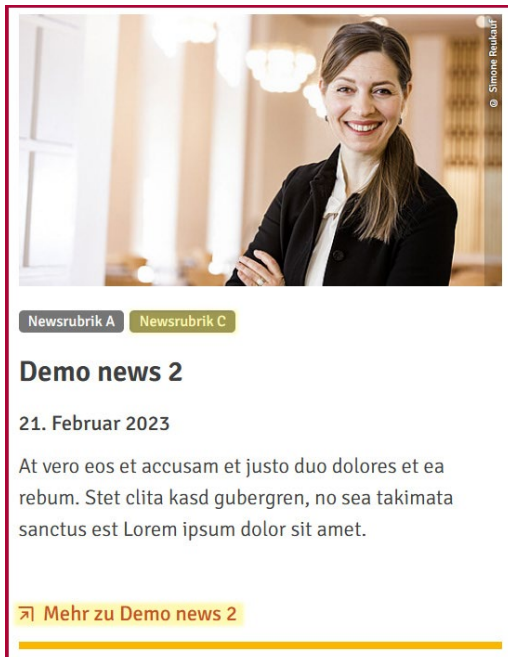 © Simone Reukauf
Newsrubrik A Newsrubrik C
Demo news 2
21. Februar 2023
At vero eos et accusam et justo duo dolores et ea
rebum. Stet clita kasd gubergren, no sea takimata
sanctus est Lorem ipsum dolor sit amet.
Mehr zu Demo news 2